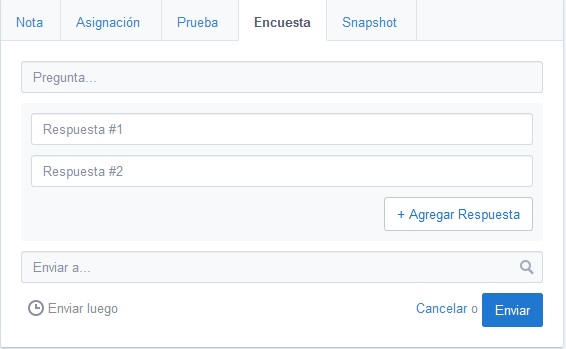 Nota Asignación Prueba Encuesta Snapshot
Pregunta...
Respuesta #1
Respuesta #2
+ Agregar Respuesta
Enviar a...
Enviar luego Cancelar o Enviar